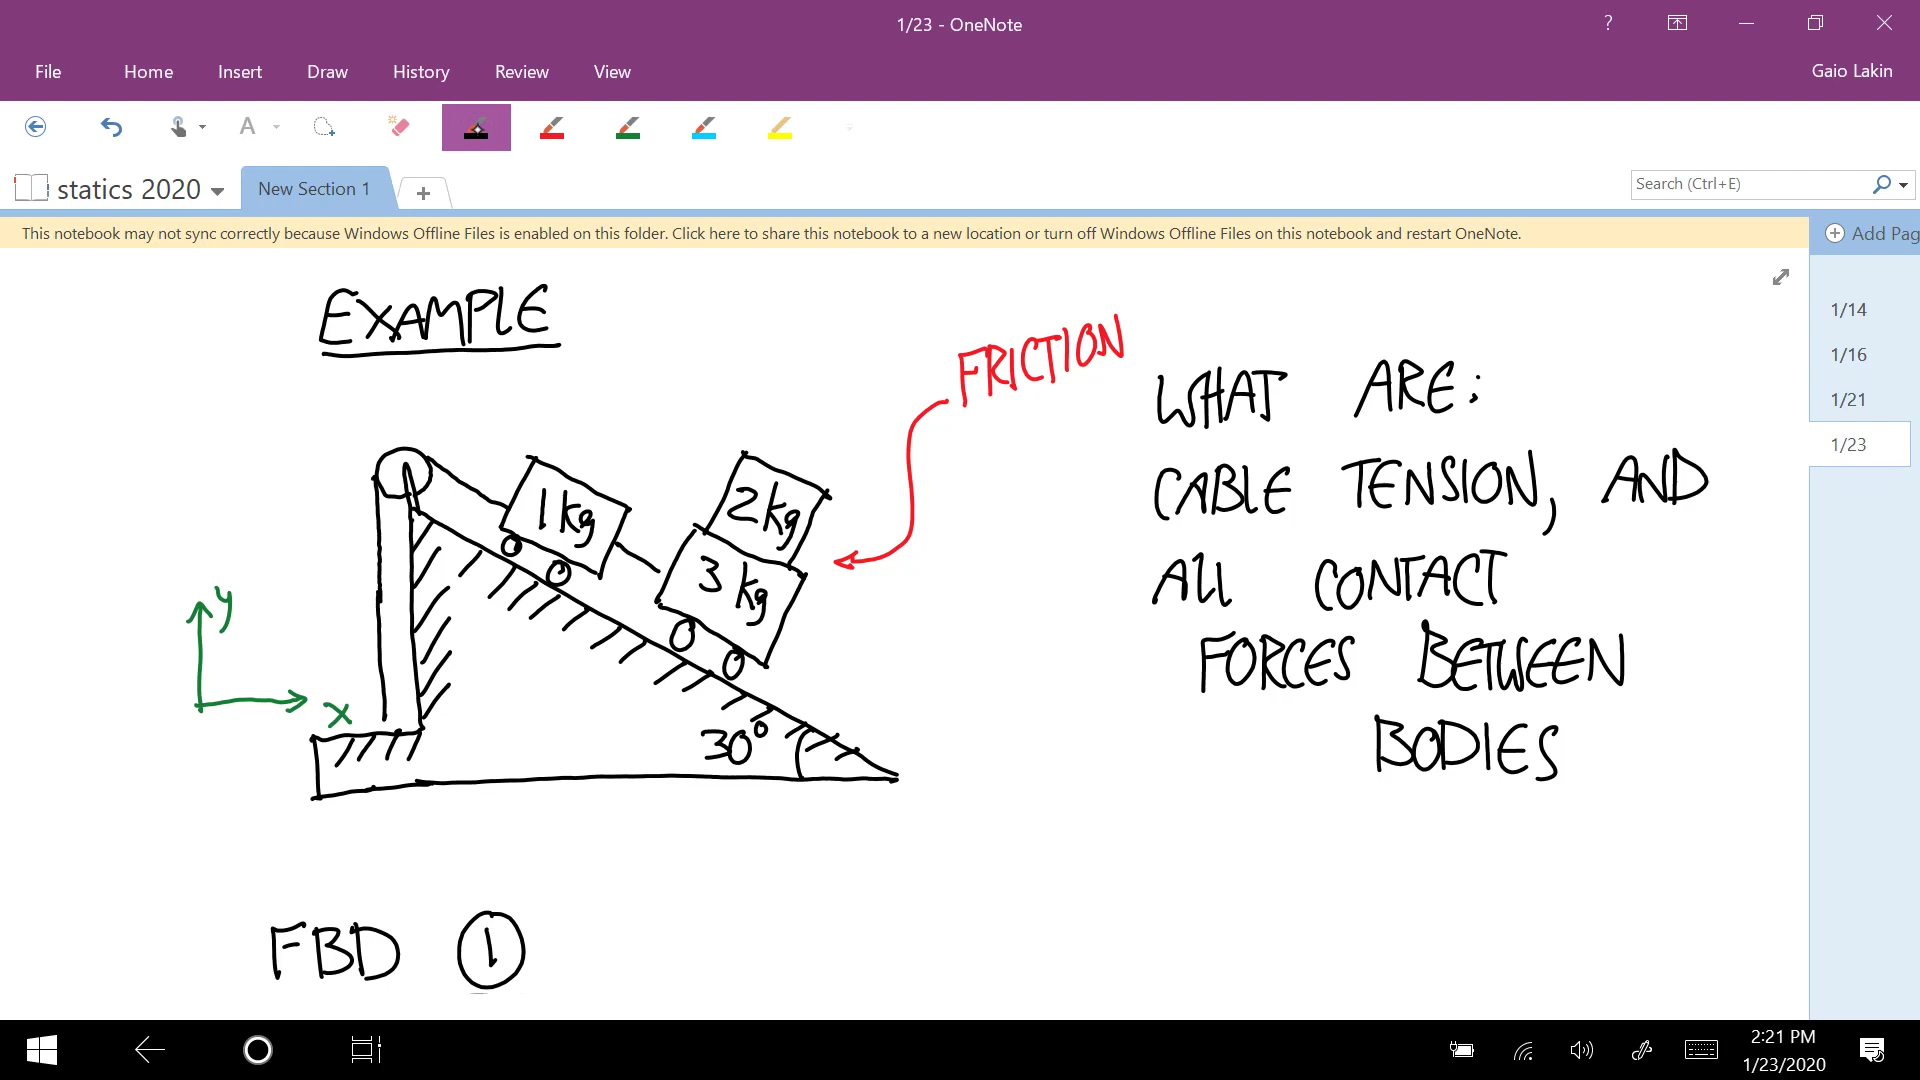 1/23 - OneNote
?
File Home Insert Draw History Review View
Gaio Lakin
A
statics 2020
New Section 1
+
Search (Ctrl+E)
This notebook may not sync correctly because Windows Offline Files is enabled on this folder. Click here to share this notebook to a new location or turn off Windows Offline Files on this notebook and restart OneNote.
Add Pag
1/14
1/16
1/21
1/23
EXAMPLE
FRICTION
WHAT ARE:
CABLE TENSION, AND
ALL CONTACT
FORCES BETWEEN
BODIES
1kg
2kg
3kg
y
x
30°
FBD 1
2:21 PM
1/23/2020